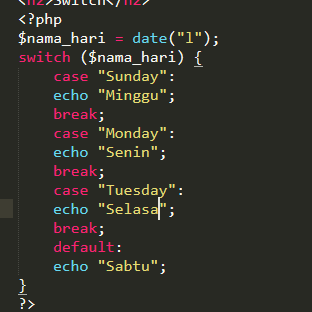 <h2>Switch</h2>
<?php
$nama_hari = date("l");
switch ($nama_hari) {
case "Sunday":
echo "Minggu";
break;
case "Monday":
echo "Senin";
break;
case "Tuesday":
echo "Selasa";
break;
default:
echo "Sabtu";
}
?>